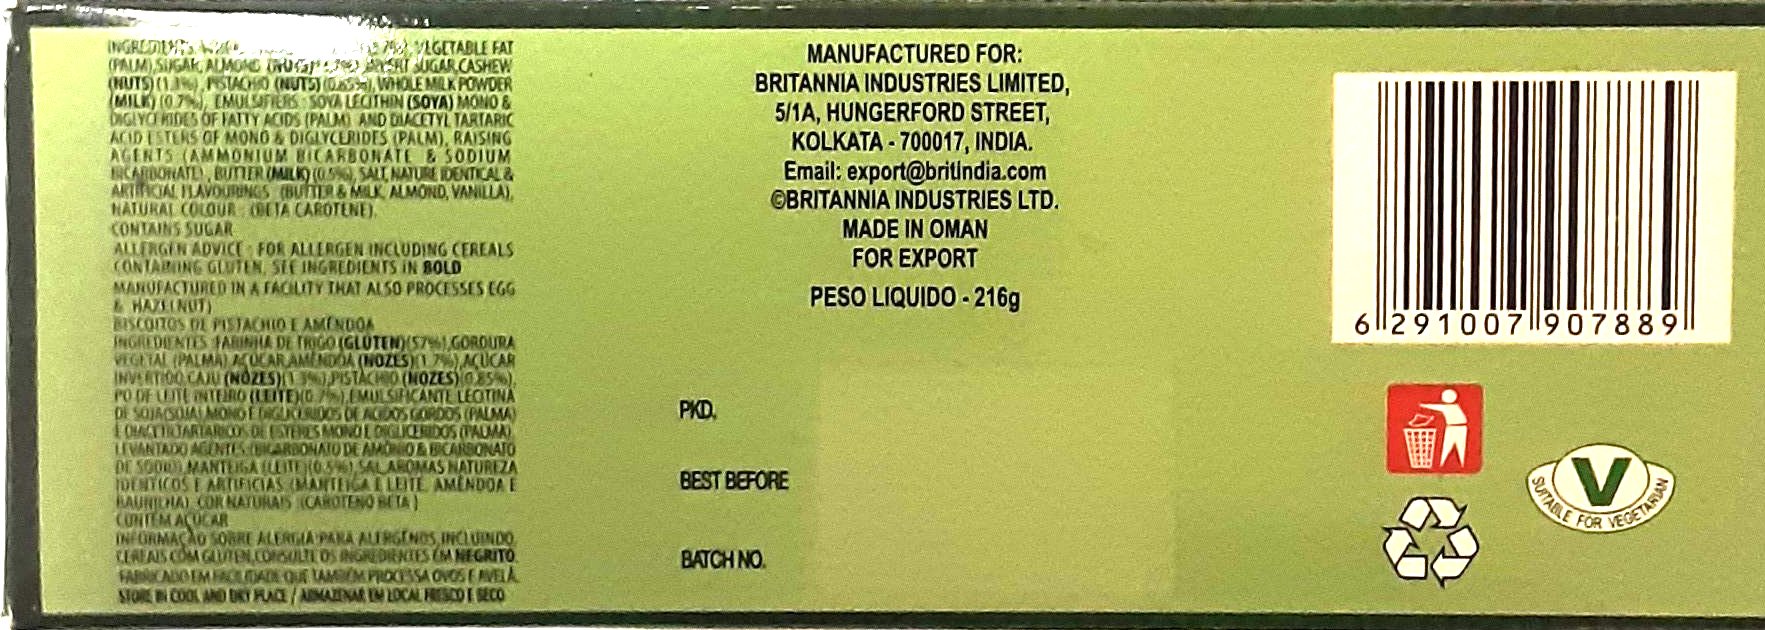 INGREDIENTS: VEGETABLE FAT
(PALM), SUGAR, ALMOND (NUTS) INVERT SUGAR, CASHEW
(NUTS) (1.3%), PISTACHIO (NUTS) (0.85%), WHOLE MILK POWDER
(MILK) (0.7%), EMULSIFIERS : SOYA LECITHIN (SOYA) MONO &
DIGLYCERIDES OF FATTY ACIDS (PALM) AND DIACETYL TARTARIC
ACID ESTERS OF MONO & DIGLYCERIDES (PALM), RAISING
AGENTS (AMMONIUM BICARBONATE & SODIUM
BICARBONATE), BUTTER (MILK) (0.5%), SALT, NATURE IDENTICAL &
ARTIFICIAL FLAVOURINGS : (BUTTER & MILK, ALMOND, VANILLA),
NATURAL COLOUR : (BETA CAROTENE).
CONTAINS SUGAR
ALLERGEN ADVICE : FOR ALLERGEN INCLUDING CEREALS
CONTAINING GLUTEN, SEE INGREDIENTS IN BOLD
MANUFACTURED IN A FACILITY THAT ALSO PROCESSES EGG
& HAZELNUT)
BISCOITOS DE PISTACHIO E AMÊNDOA
INGREDIENTES :FARINHA DE TRIGO (GLÚTEN)(57%),GORDURA
VEGETAL (PALMA) AÇUCAR,AMÊNDOA (NOZES)(1.7%),AÇUCAR
INVERTIDO,CAJU (NOZES)(1.3%),PISTÁCHIO (NOZES)(0.85%),
PO DE LEITE INTEIRO (LEITE)(0.7%),EMULSIFICANTE LECITINA
DE SOJA(SOJA) MONO E DIGLICERIDOS DE ACIDOS GORDOS (PALMA)
E DIACETILTARTARICOS DE ESTERES MONO E DIGLICERIDOS (PALMA)
LEVANTADO AGENTES (BICARBONATO DE AMÓNIO & BICARBONATO
DE SODIO),MANTEIGA (LEITE)(0.5%),SAL,AROMAS NATUREZA
IDENTICOS E ARTIFICIAS (MANTEIGA E LEITE, AMÊNDOA E
BAUNILHA), COR NATURAIS :(CAROTENO BETA )
CONTÉM AÇUCAR
INFORMAÇÃO SOBRE ALERGIA PARA ALERGÉNOS, INCLUINDO
CEREAIS COM GLUTEN,CONSULTE OS INGREDIENTES EM NEGRITO
FABRICADO EM FACILIDADE QUE TAMBÉM PROCESSA OVOS E AVELÃ.
STORE IN COOL AND DRY PLACE / ARMAZENAR EM LOCAL FRESCO E SECO
MANUFACTURED FOR:
BRITANNIA INDUSTRIES LIMITED,
5/1A, HUNGERFORD STREET,
KOLKATA - 700017, INDIA.
Email: export@britindia.com
©BRITANNIA INDUSTRIES LTD.
MADE IN OMAN
FOR EXPORT
PESO LIQUIDO - 216g
PKD.
BEST BEFORE
BATCH NO.
6 291007 907889
V
SUITABLE FOR VEGETARIAN